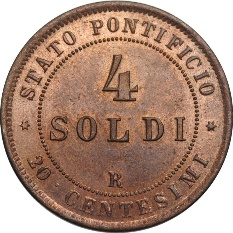 STATO PONTIFICIO
4
SOLDI
R
20 · CENTESIMI